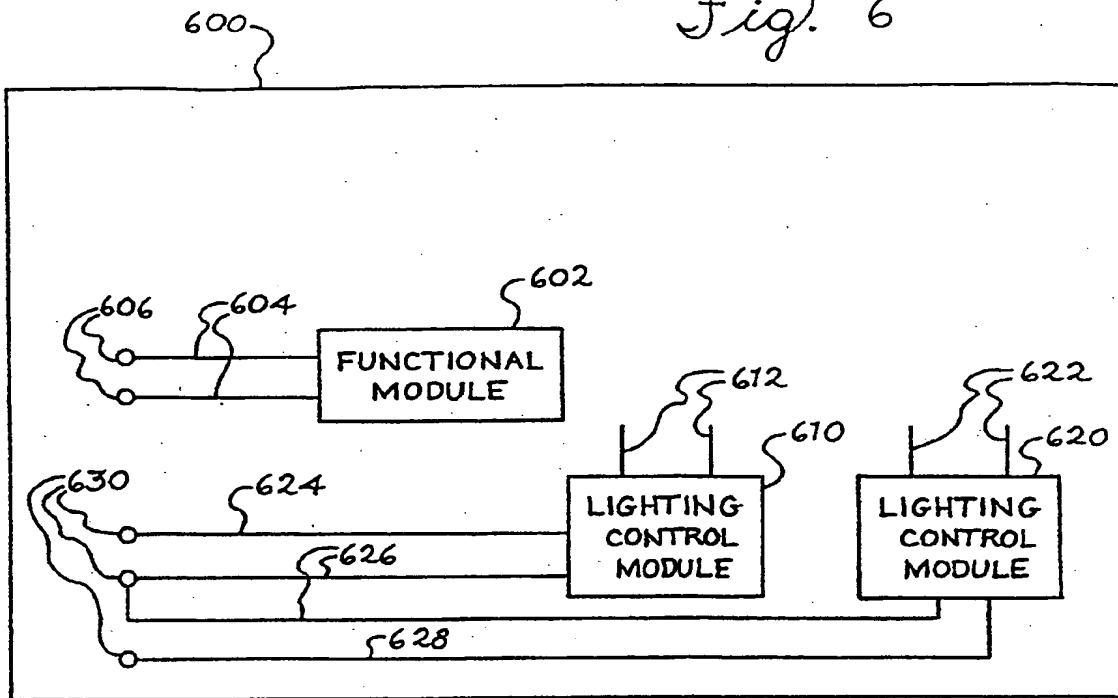 Fig. 6
600
602
606 604
FUNCTIONAL
MODULE
612 622
610 620
630 624
LIGHTING
CONTROL
MODULE
LIGHTING
CONTROL
MODULE
626
628